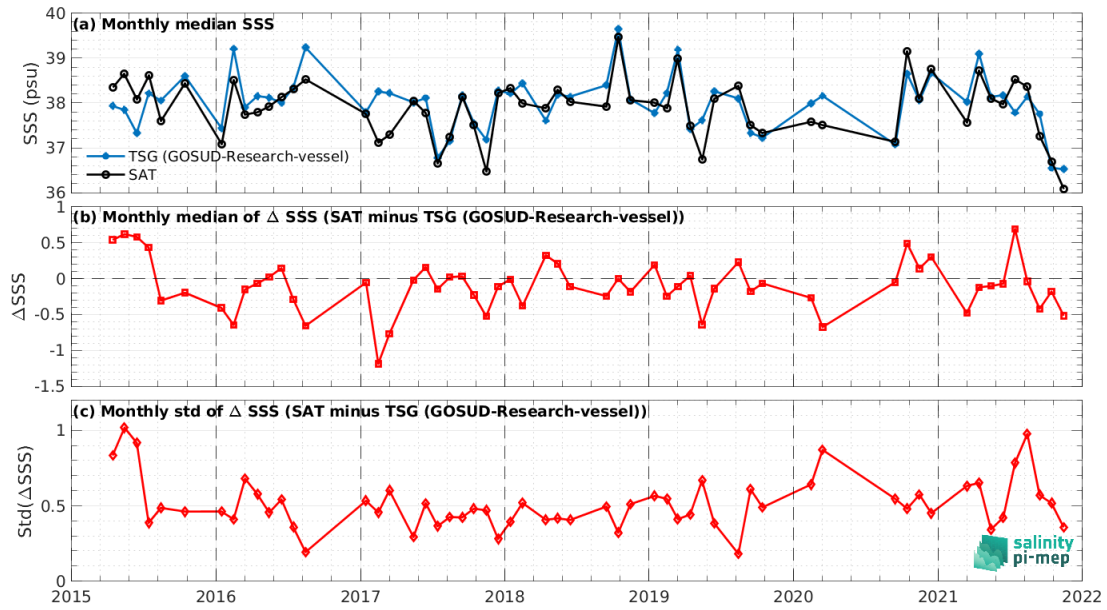 (a) Monthly median SSS
40
39
38
37
36
SSS (psu)
TSG (GOSUD-Research-vessel)
SAT
(b) Monthly median of Δ SSS (SAT minus TSG (GOSUD-Research-vessel))
1
0.5
0
-0.5
-1
-1.5
ΔSSS
(c) Monthly std of Δ SSS (SAT minus TSG (GOSUD-Research-vessel))
1
0.5
0
Std(ΔSSS)
salinity
pi-mep
2015 2016 2017 2018 2019 2020 2021 2022